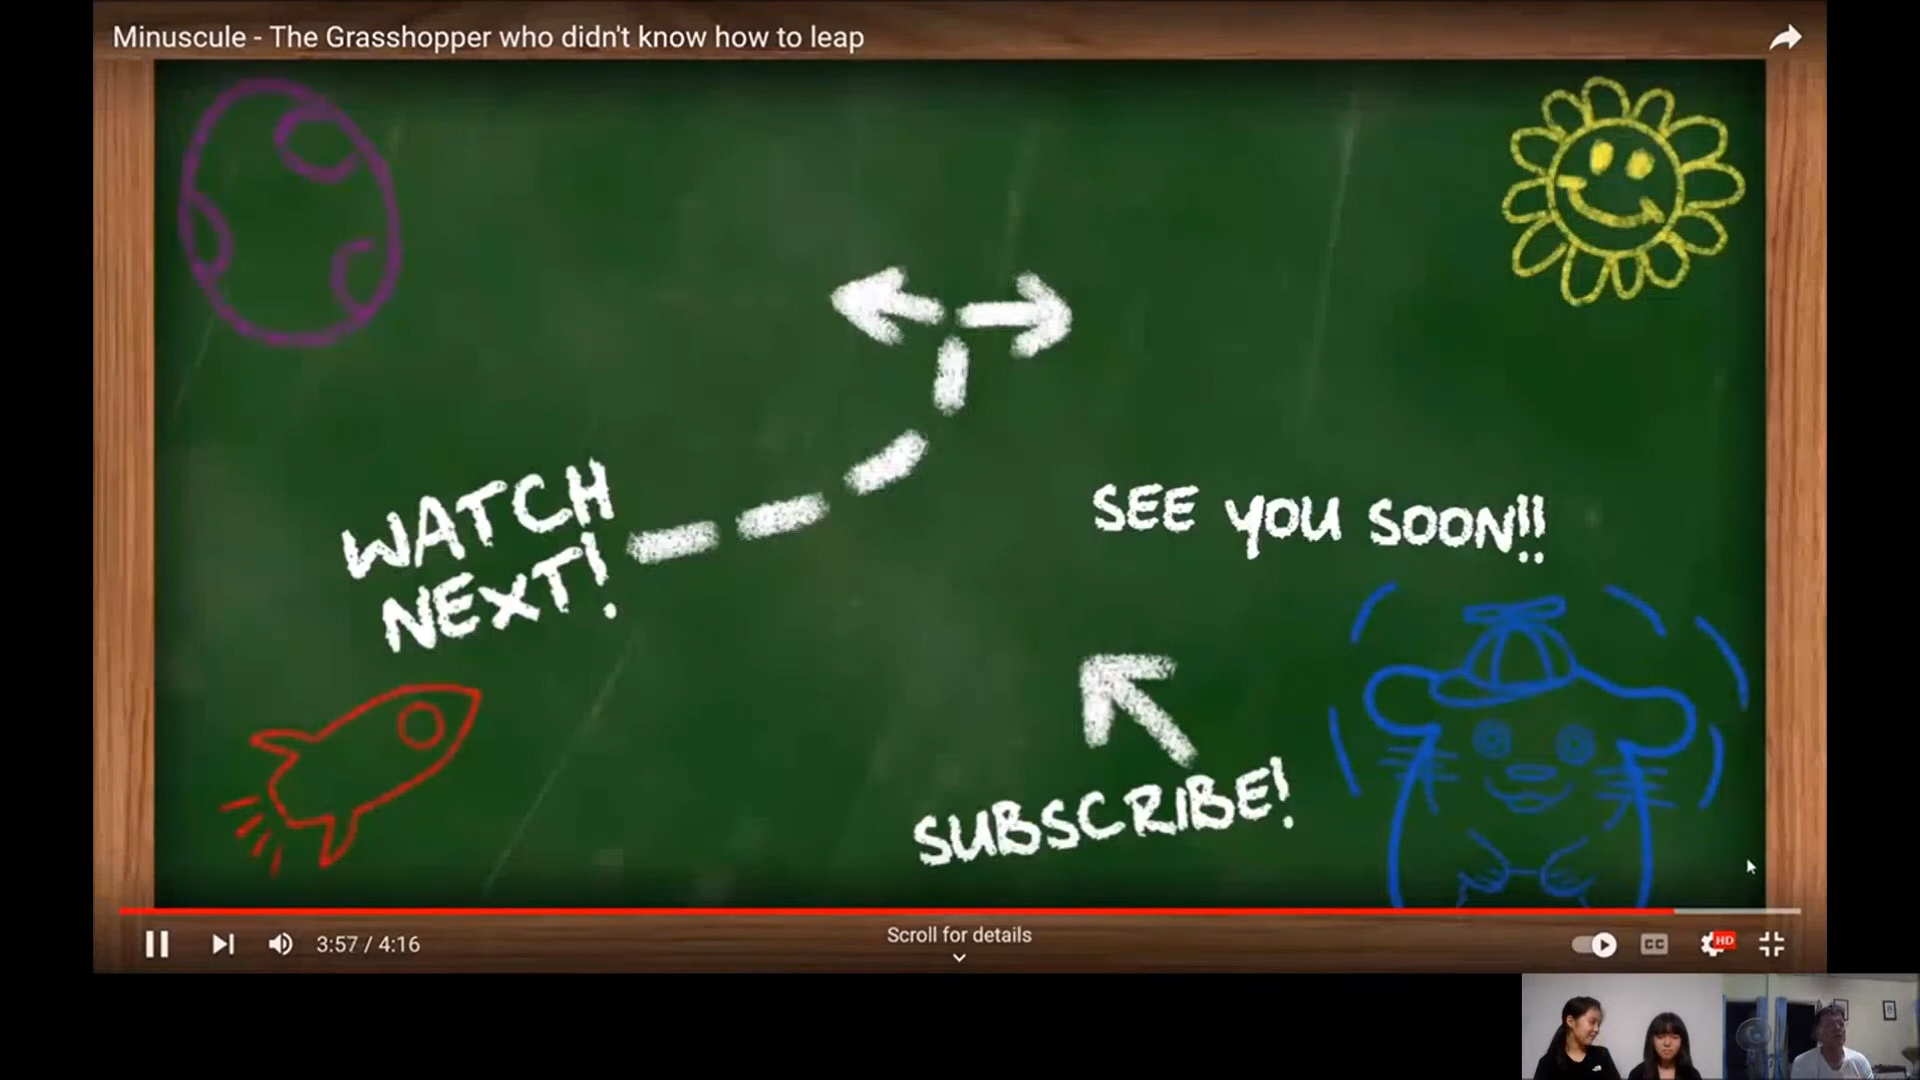 Minuscule - The Grasshopper who didn't know how to leap
WATCH
NEXT!
SEE YOU SOON!!
SUBSCRIBE!
3:57 / 4:16
Scroll for details
CC
HD